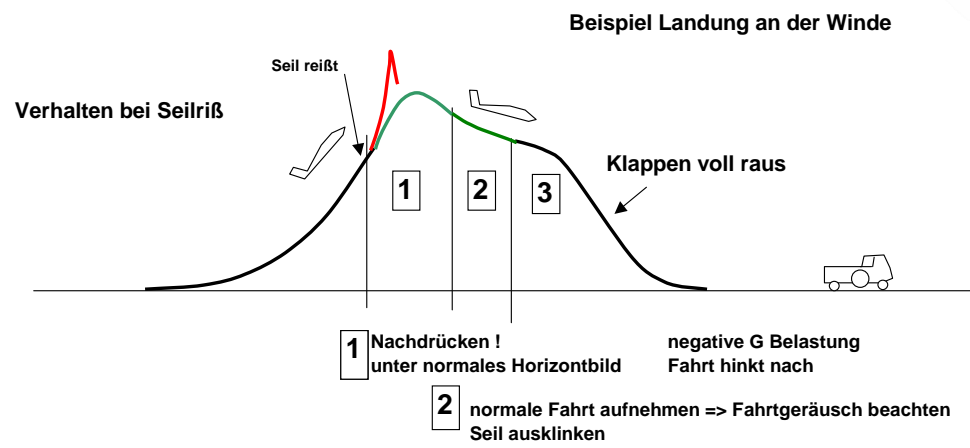 Beispiel Landung an der Winde
Seil reißt
Verhalten bei Seilriß
Klappen voll raus
1
2
3
1 Nachdrücken ! negative G Belastung
unter normales Horizontbild Fahrt hinkt nach
2 normale Fahrt aufnehmen => Fahrtgeräusch beachten
Seil ausklinken